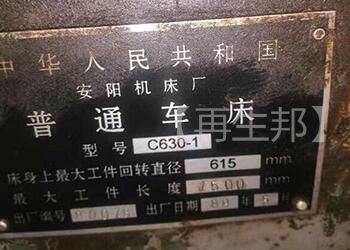 中华人民共和国
安阳机床厂
普通车床
型号 C630-1
床身上最大工件回转直径 615 mm
最大工件长度 mm
出厂编号 出厂日期
【再生邦】